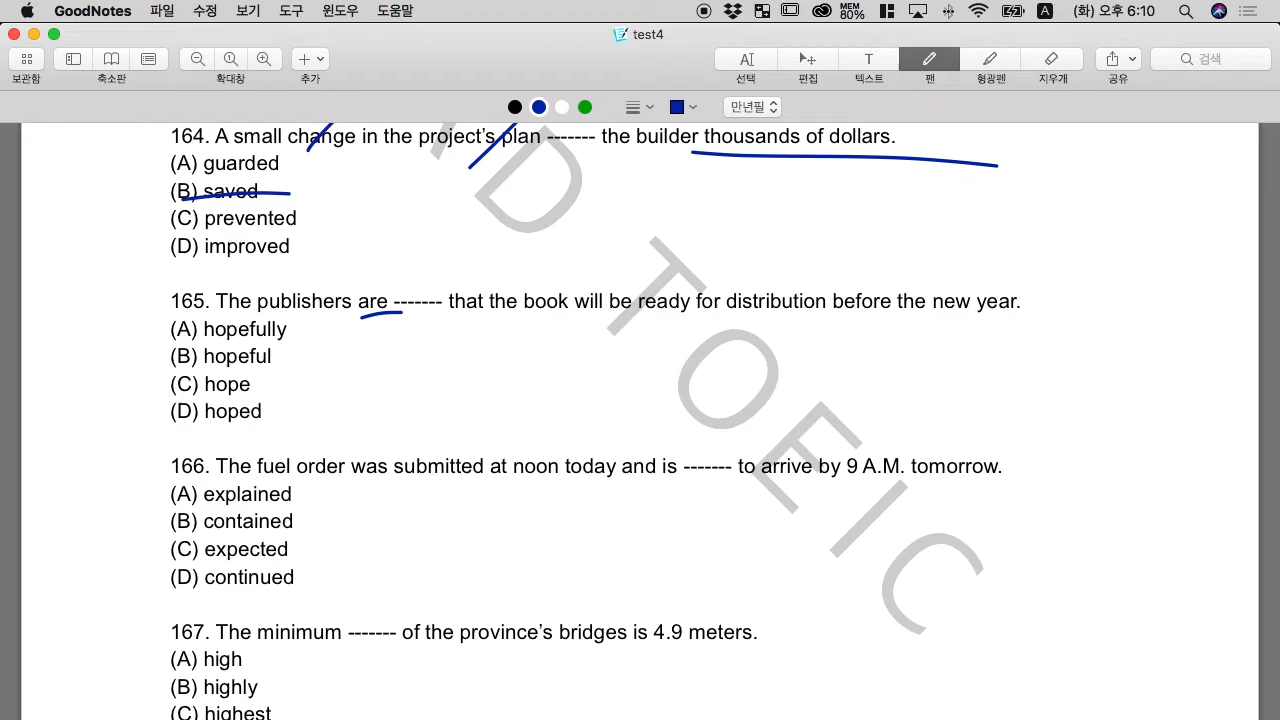 GoodNotes 파일 수정 보기 도구 윈도우 도움말 MEM 80% A (화) 오후 6:10
test4
보관함 축소판 확대창 추가 선택 편집 텍스트 펜 형광펜 지우개 공유 검색
만년필
164. A small change in the project's plan ------- the builder thousands of dollars.
(A) guarded
(B) saved
(C) prevented
(D) improved
165. The publishers are ------- that the book will be ready for distribution before the new year.
(A) hopefully
(B) hopeful
(C) hope
(D) hoped
166. The fuel order was submitted at noon today and is ------- to arrive by 9 A.M. tomorrow.
(A) explained
(B) contained
(C) expected
(D) continued
167. The minimum ------- of the province's bridges is 4.9 meters.
(A) high
(B) highly
(C) highest
D TOEIC